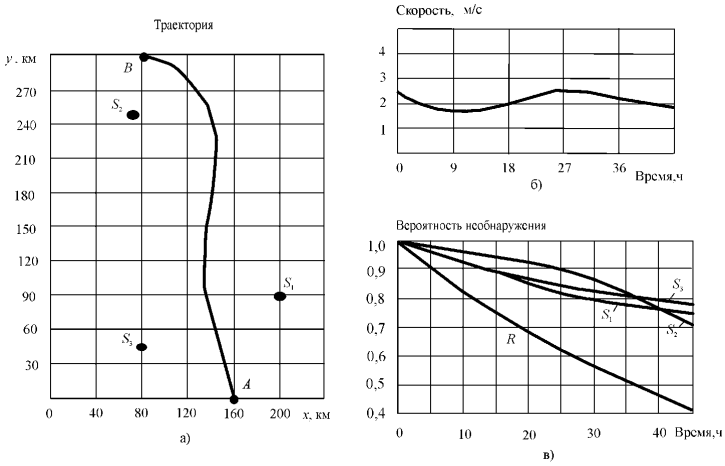 Траектория
y, км
B
270
S2
240
210
180
150
120
90
S1
60
S3
30
A
0 40 80 120 160 200 x, км
а)
Скорость, м/с
4
3
2
1
0 9 18 27 36 Время,ч
б)
Вероятность необнаружения
1,0
0,9
0,8
0,7
0,6
0,5
0,4
S3
S1
S2
R
0 10 20 30 40 Время,ч
в)